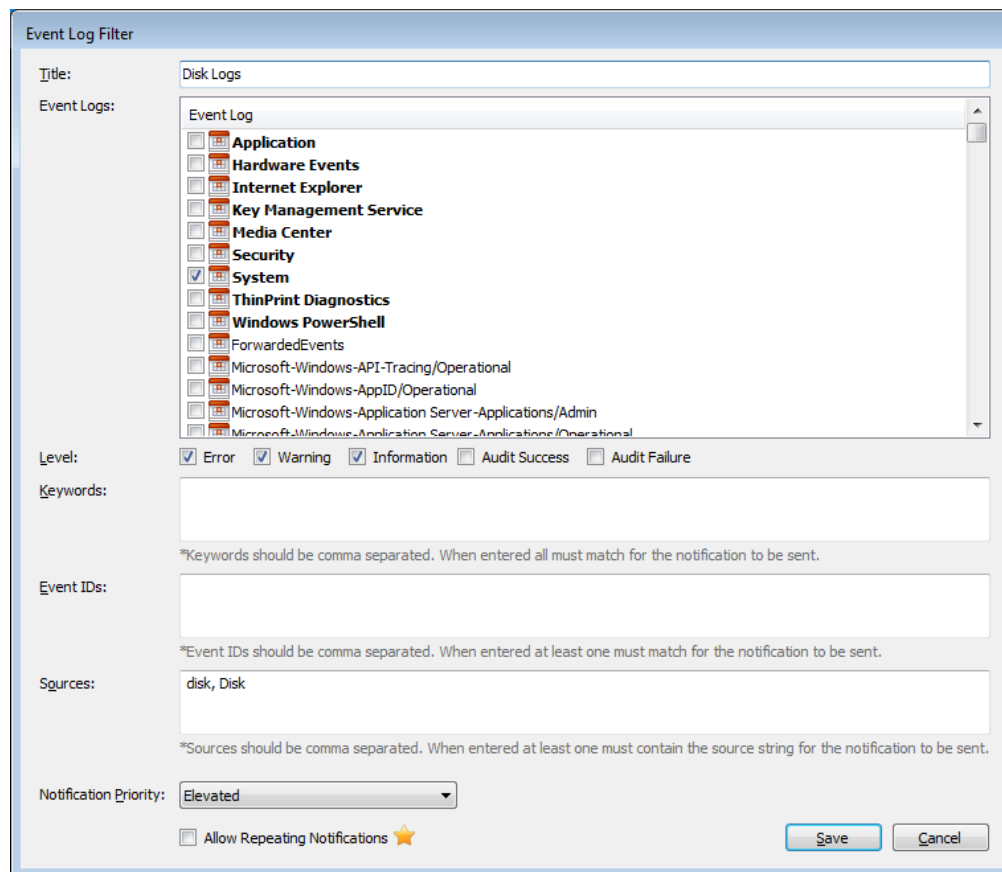 Event Log Filter
Title: Disk Logs
Event Logs:
Event Log
Application
Hardware Events
Internet Explorer
Key Management Service
Media Center
Security
System
ThinPrint Diagnostics
Windows PowerShell
ForwardedEvents
Microsoft-Windows-API-Tracing/Operational
Microsoft-Windows-AppID/Operational
Microsoft-Windows-Application Server-Applications/Admin
Microsoft-Windows-Application Server-Applications/Operational
Level: Error Warning Information Audit Success Audit Failure
Keywords:
*Keywords should be comma separated. When entered all must match for the notification to be sent.
Event IDs:
*Event IDs should be comma separated. When entered at least one must match for the notification to be sent.
Sources: disk, Disk
*Sources should be comma separated. When entered at least one must contain the source string for the notification to be sent.
Notification Priority: Elevated
Allow Repeating Notifications Save Cancel